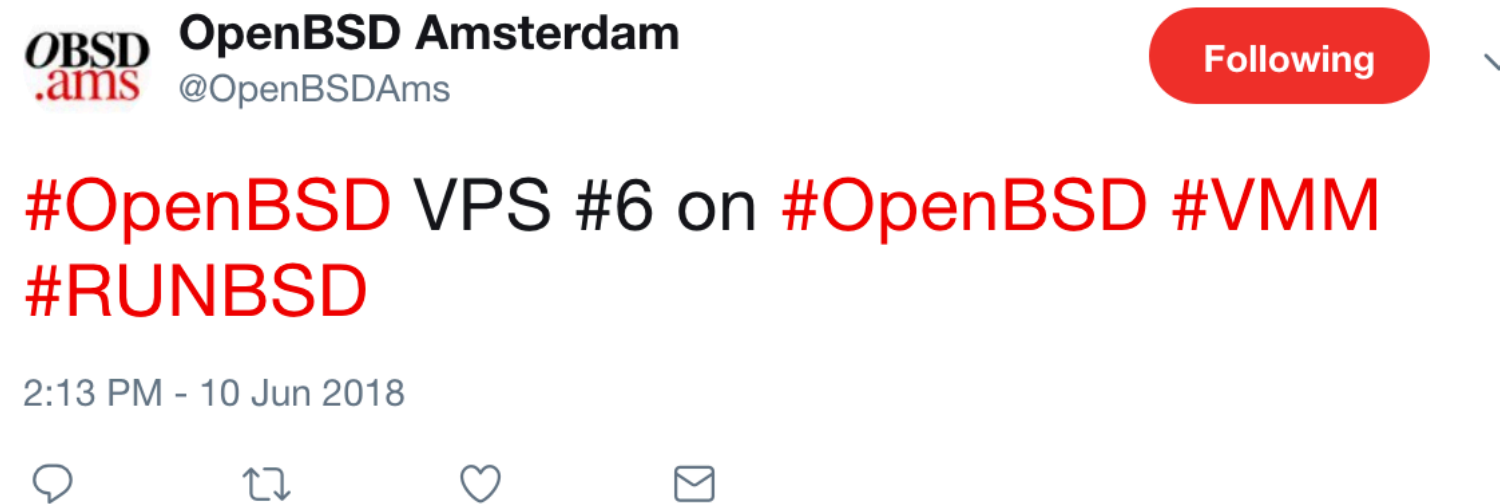 OBSD
.ams
OpenBSD Amsterdam
@OpenBSDAms
Following
#OpenBSD VPS #6 on #OpenBSD #VMM
#RUNBSD
2:13 PM - 10 Jun 2018